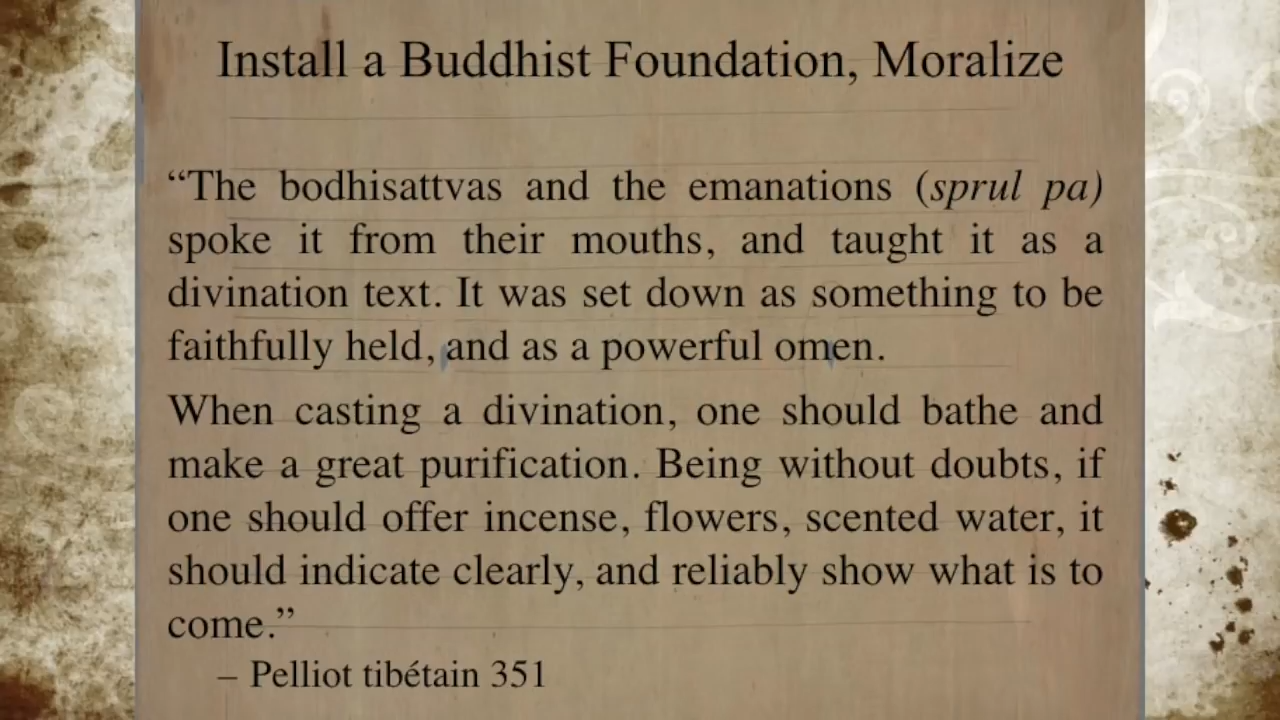 Install a Buddhist Foundation, Moralize
“The bodhisattvas and the emanations (sprul pa)
spoke it from their mouths, and taught it as a
divination text. It was set down as something to be
faithfully held, and as a powerful omen.
When casting a divination, one should bathe and
make a great purification. Being without doubts, if
one should offer incense, flowers, scented water, it
should indicate clearly, and reliably show what is to
come.”
– Pelliot tibétain 351